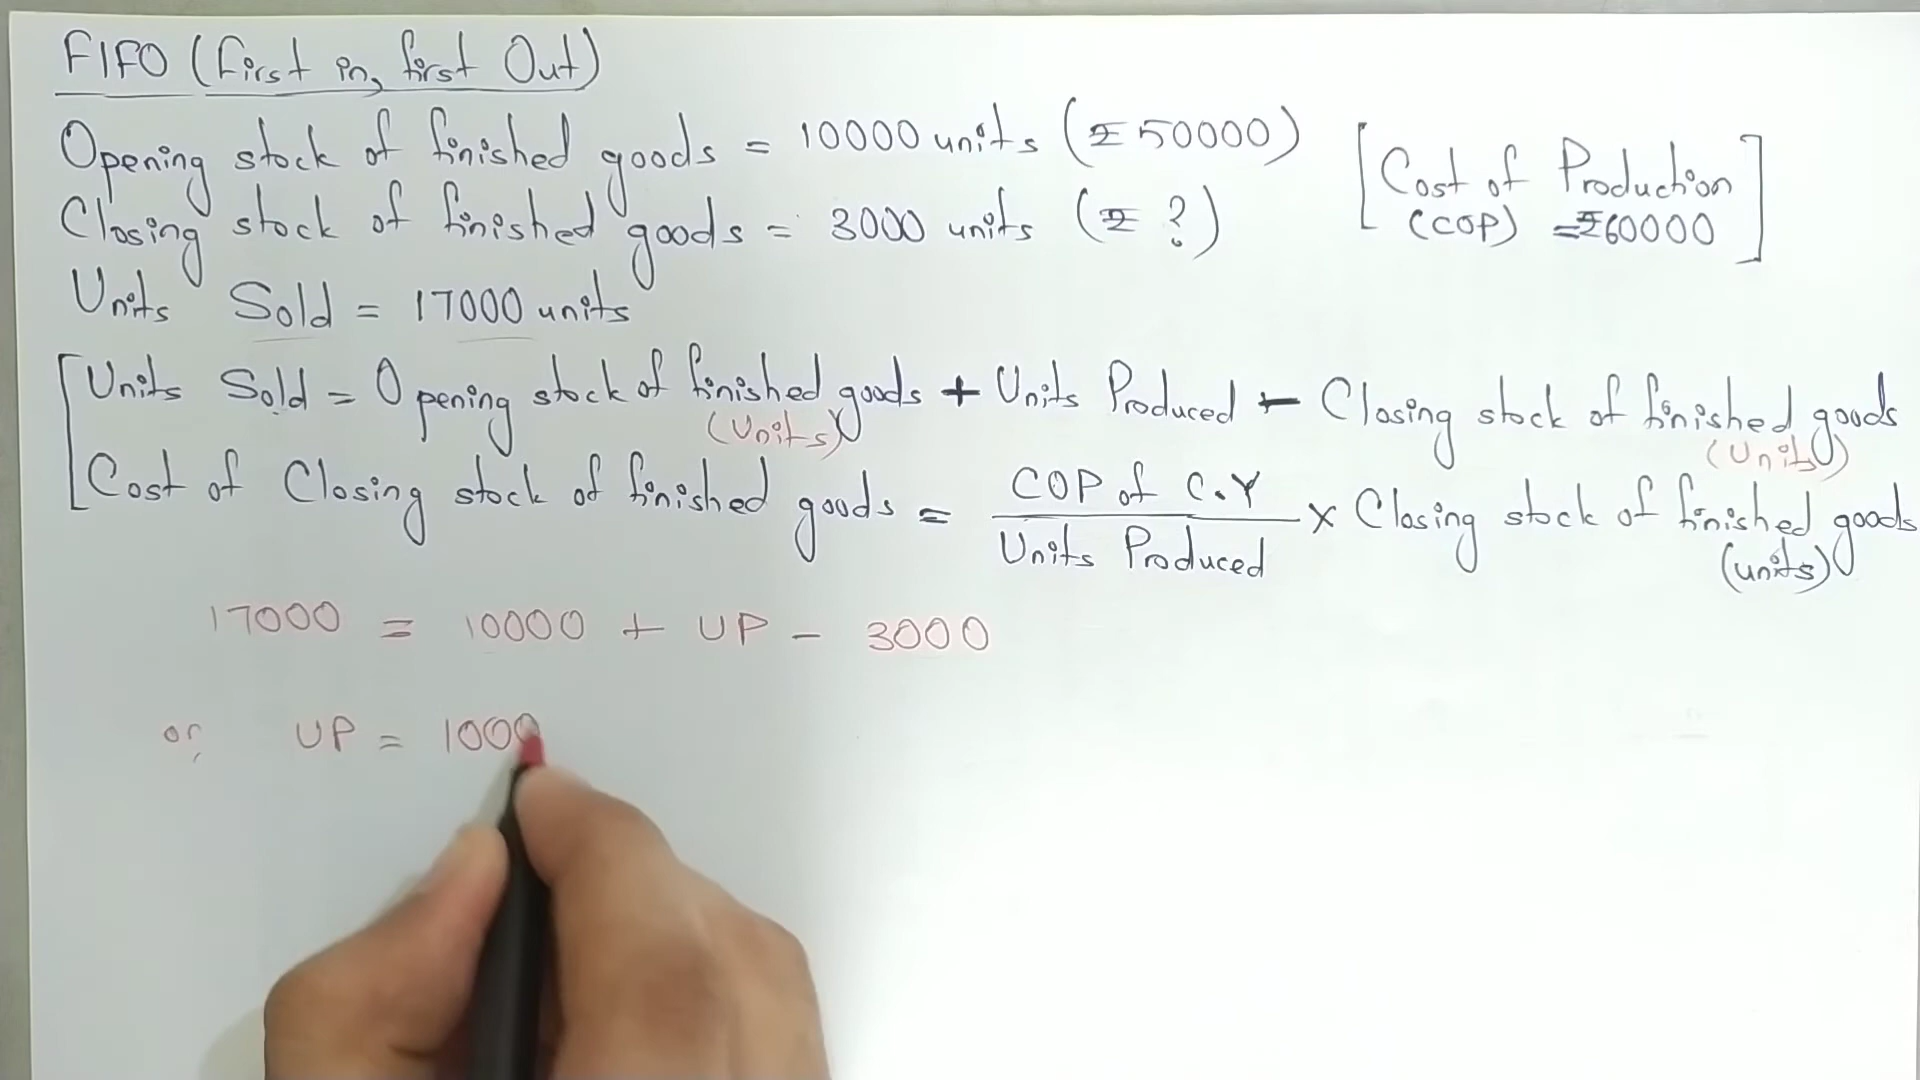 FIFO (First in, first Out)
Opening stock of finished goods = 10000 units (₹ 50000)
Closing stock of finished goods = 3000 units (₹ ?)
[Cost of Production
(COP) = ₹60000]
Units Sold = 17000 units
[Units Sold = Opening stock of finished goods + Units Produced - Closing stock of finished goods
(Units) (Units)
Cost of Closing stock of finished goods = COP of C.Y / Units Produced × Closing stock of finished goods
(units)
17000 = 10000 + UP - 3000
or, UP = 1000